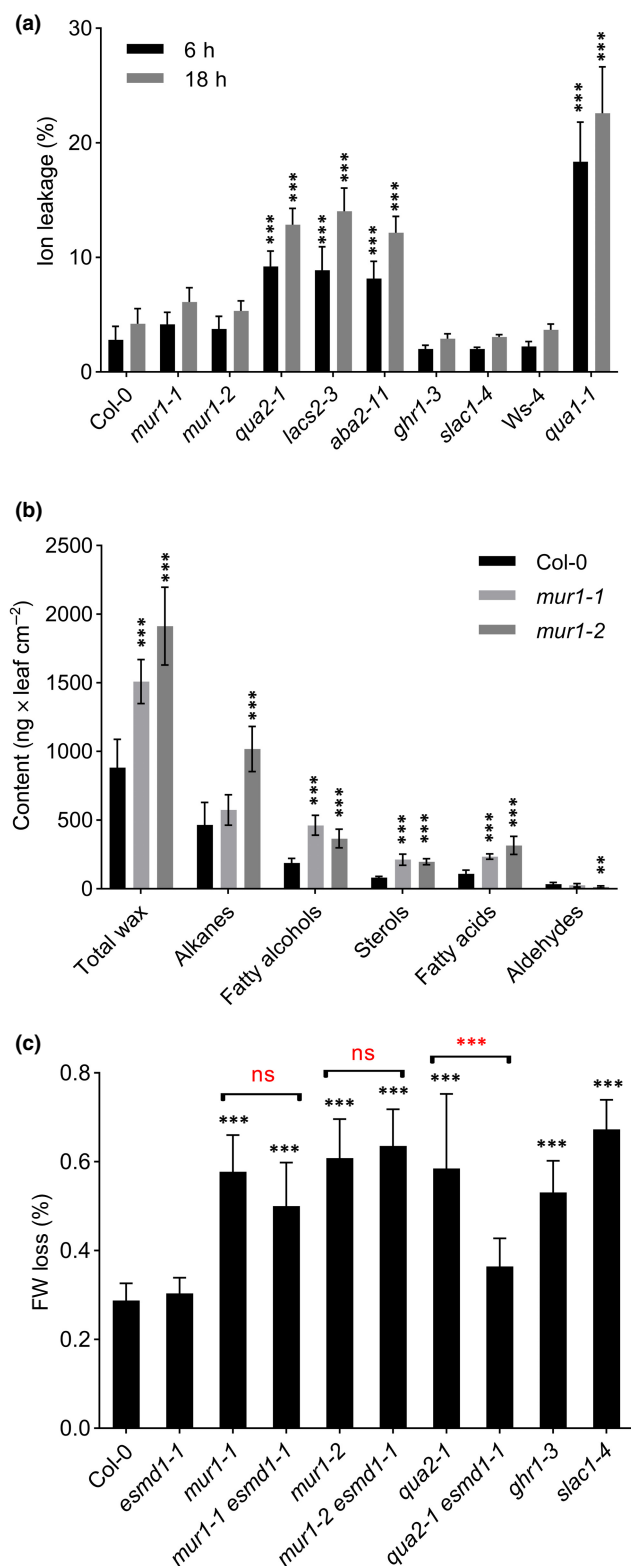 (a)
30
20
10
0
Ion leakage (%)
6 h
18 h
***
***
***
***
***
***
***
***
Col-0
mur1-1
mur1-2
qua2-1
lacs2-3
aba2-11
ghr1-3
slac1-4
Ws-4
qua1-1
(b)
2500
2000
1500
1000
500
0
Content (ng × leaf cm⁻²)
Col-0
mur1-1
mur1-2
***
***
***
***
***
***
***
***
***
**
Total wax
Alkanes
Fatty alcohols
Sterols
Fatty acids
Aldehydes
(c)
0.8
0.6
0.4
0.2
0.0
FW loss (%)
ns
ns
***
***
***
***
***
***
***
***
Col-0
esmd1-1
mur1-1
mur1-1 esmd1-1
mur1-2
mur1-2 esmd1-1
qua2-1
qua2-1 esmd1-1
ghr1-3
slac1-4